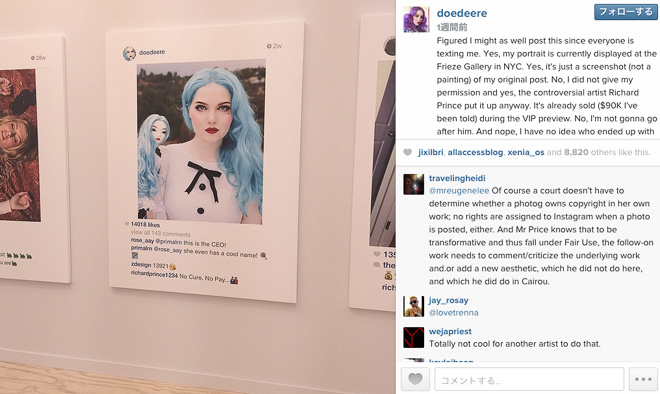 28w
doedeere
2w
14018 likes
view all 143 comments
rose_aay @primalrn this is the CEO!
primalrn @rose_aay she even has a cool name!
zdesign 13921
richardprince1234 No Cure, No Pay...
doedeere
フォローする
1週間前
Figured I might as well post this since everyone is
texting me. Yes, my portrait is currently displayed at the
Frieze Gallery in NYC. Yes, it's just a screenshot (not a
painting) of my original post. No, I did not give my
permission and yes, the controversial artist Richard
Prince put it up anyway. It's already sold ($90K I've
been told) during the VIP preview. No, I'm not gonna go
after him. And nope, I have no idea who ended up with
jixilbri, allaccessblog, xenia_os and 8,820 others like this.
travelingheidi
@mreugenelee Of course a court doesn't have to
determine whether a photog owns copyright in her own
work; no rights are assigned to Instagram when a photo
is posted, either. And Mr Price knows that to be
transformative and thus fall under Fair Use, the follow-on
work needs to comment/criticize the underlying work
and.or add a new aesthetic, which he did not do here,
and which he did do in Cairou.
jay_rosay
@lovetrenna
wejapriest
Totally not cool for another artist to do that.
コメントする...